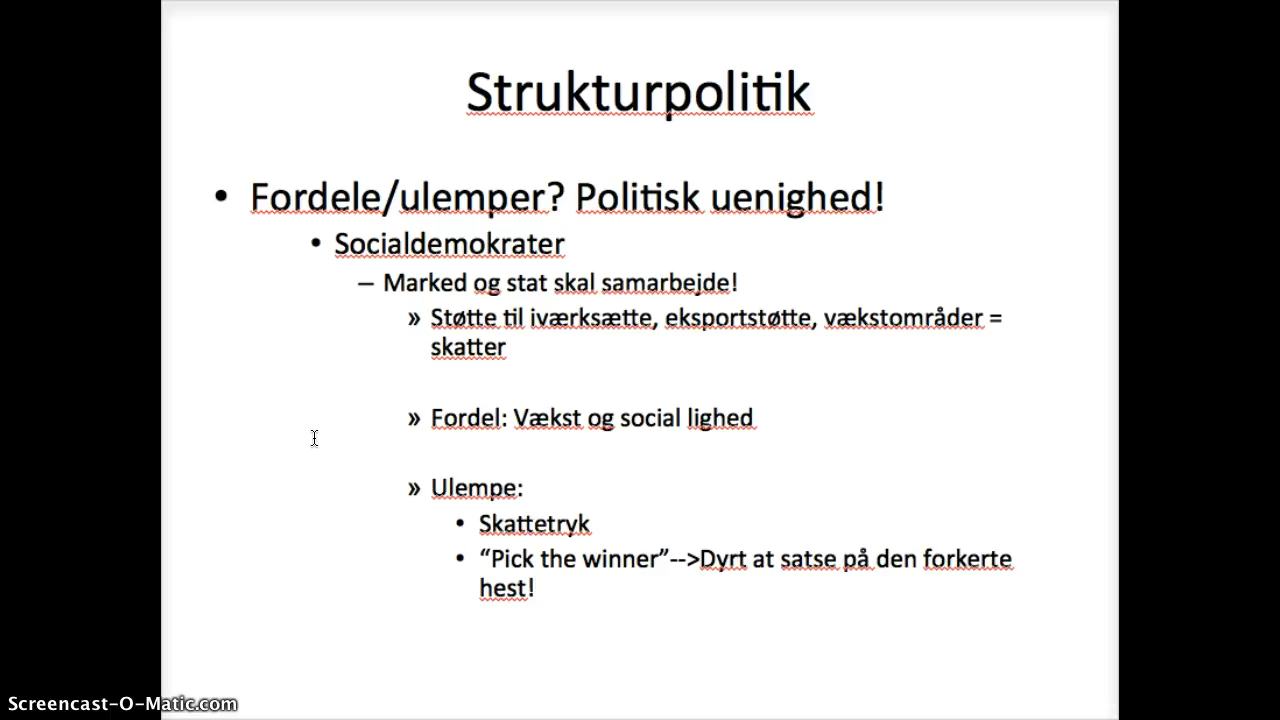 Strukturpolitik
• Fordele/ulemper? Politisk uenighed!
• Socialdemokrater
– Marked og stat skal samarbejde!
» Støtte til iværksætte, eksportstøtte, vækstområder =
skatter
» Fordel: Vækst og social lighed
» Ulempe:
• Skattetryk
• “Pick the winner”-->Dyrt at satse på den forkerte
hest!
Screencast-O-Matic.com